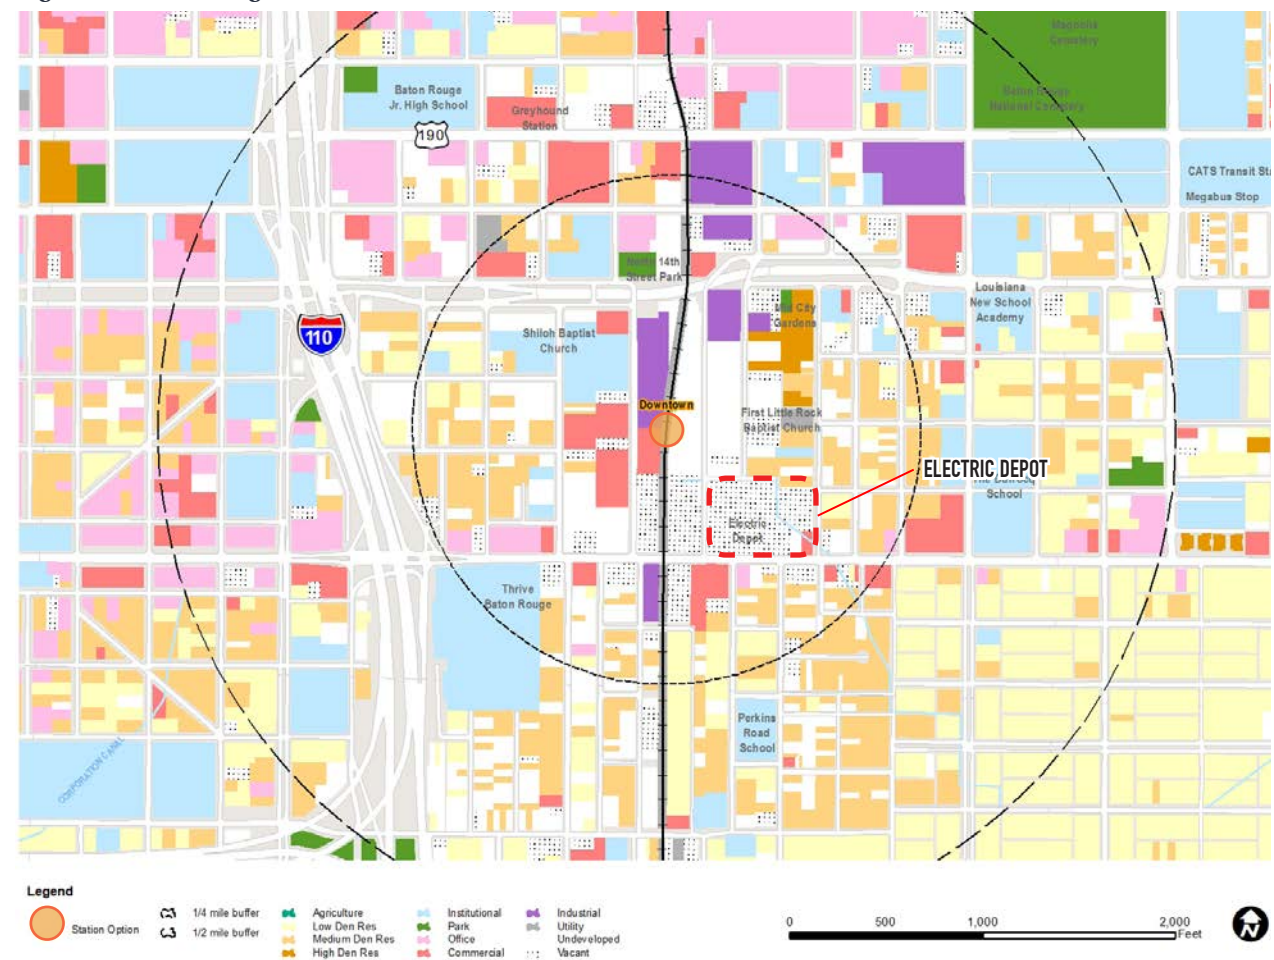 Magnolia
Cemetery
Baton Rouge
National Cemetery
Baton Rouge
Jr. High School
190
Greyhound
Station
CATS Transit Sta
Megabus Stop
North 14th
Street Park
Louisiana
New School
Academy
Mid City
Gardens
110
Shiloh Baptist
Church
Downtown
First Little Rock
Baptist Church
ELECTRIC DEPOT
School
Electric
Depot
Thrive
Baton Rouge
Perkins
Road
School
CORPORATION CANAL
Legend
Station Option
1/4 mile buffer
1/2 mile buffer
Agriculture
Low Den Res
Medium Den Res
High Den Res
Institutional
Park
Office
Commercial
Industrial
Utility
Undeveloped
Vacant
0 500 1,000 2,000
Feet
N